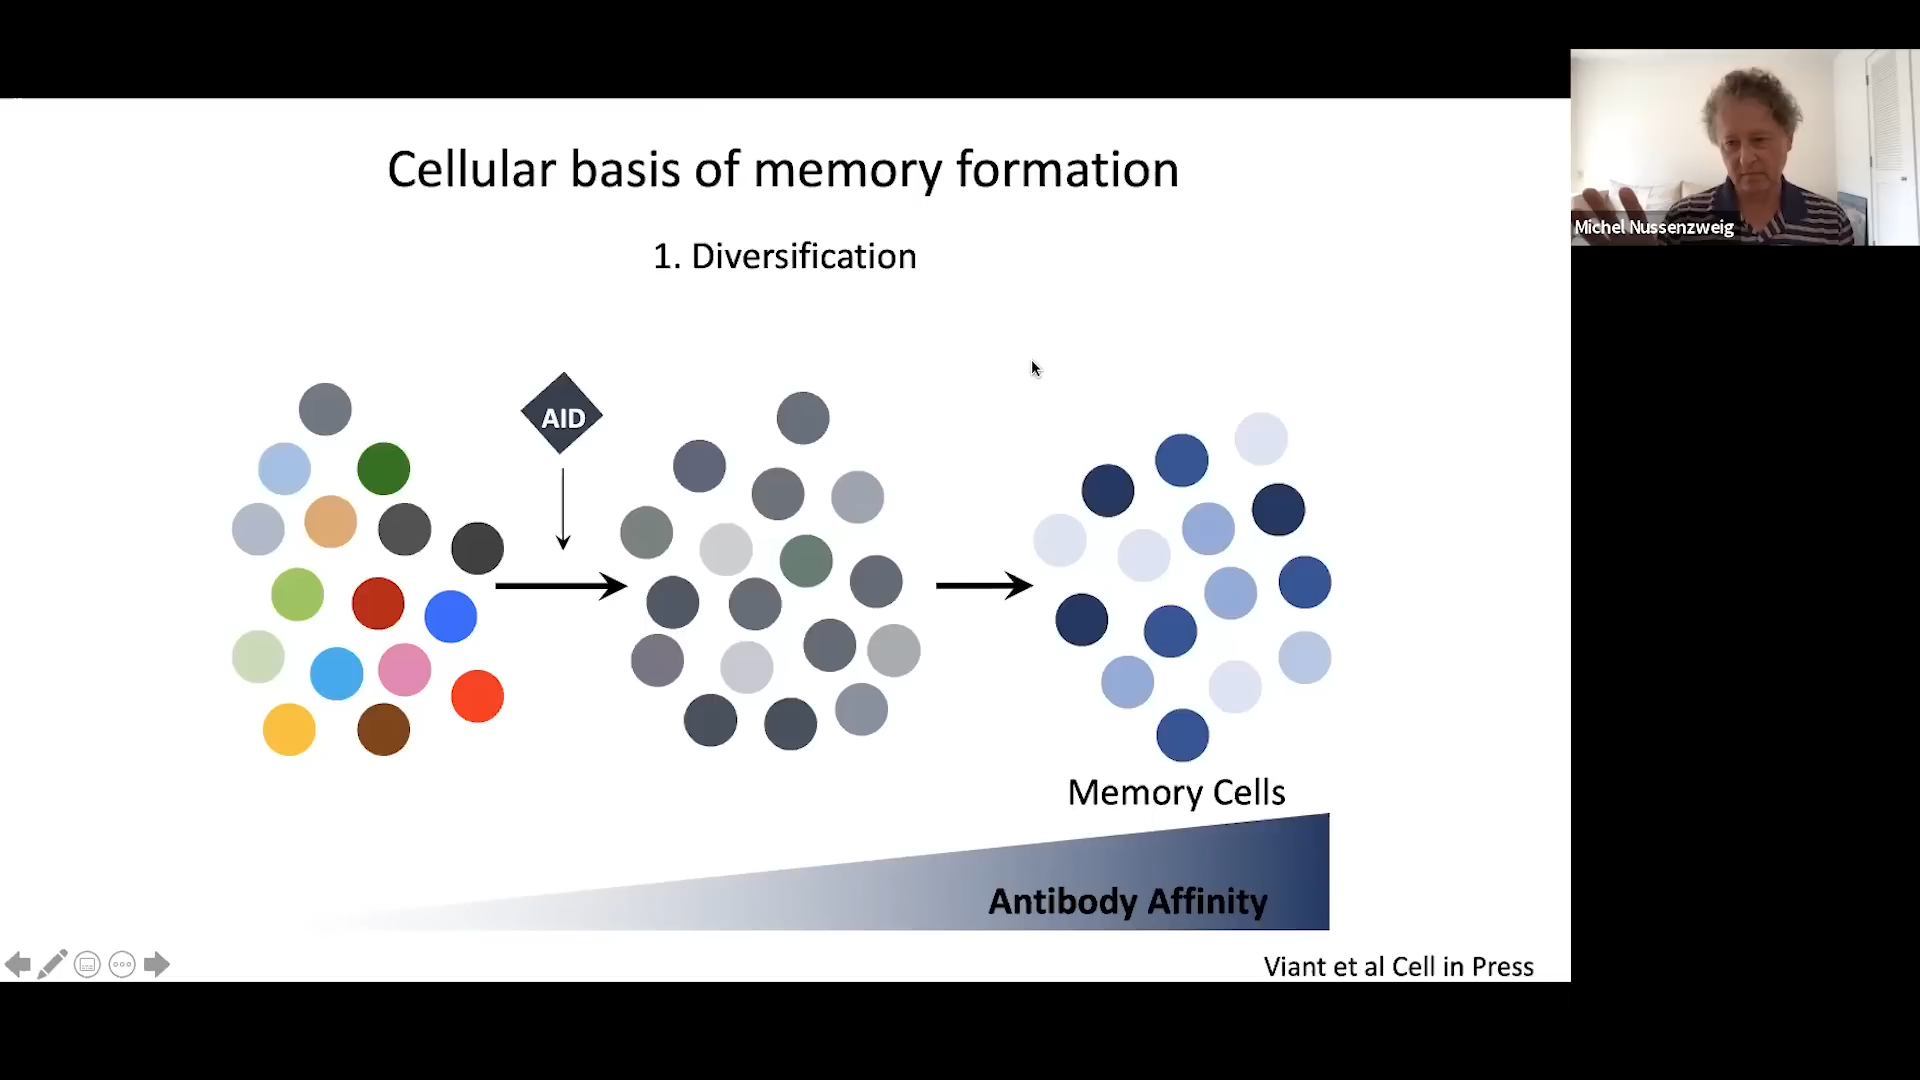 Cellular basis of memory formation
1. Diversification
Michel Nussenzweig
AID
Memory Cells
Antibody Affinity
Viant et al Cell in Press